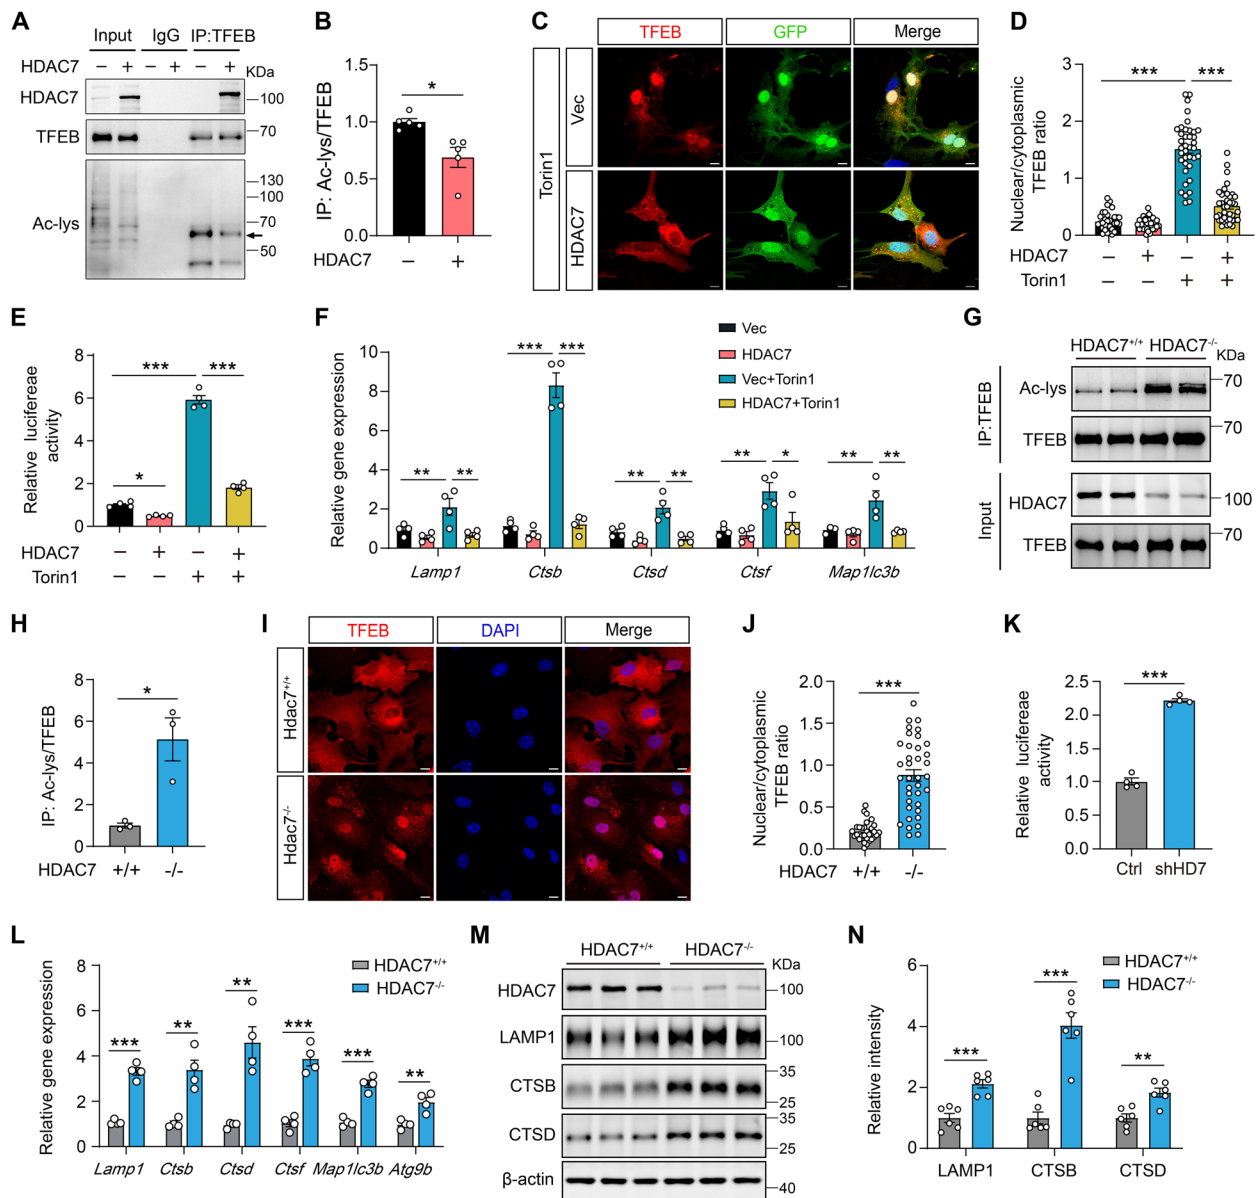 A
Input IgG IP:TFEB
HDAC7 – + – + – + KDa
HDAC7
100
TFEB
70
Ac-lys
130
100
70
50
B
IP: Ac-lys/TFEB
1.5
1.0
0.5
0.0
*
HDAC7 – +
C
TFEB GFP Merge
Torin1
Vec
HDAC7
D
Nuclear/cytoplasmic
TFEB ratio
4
3
2
1
0
*** ***
HDAC7 – + – +
Torin1 – – + +
E
Relative lucifereae
activity
8
6
4
2
0
*** ***
*
HDAC7 – + – +
Torin1 – – + +
F
Relative gene expression
10
8
6
4
2
0
Vec
HDAC7
Vec+Torin1
HDAC7+Torin1
** ** *** *** ** ** ** * ** **
Lamp1 Ctsb Ctsd Ctsf Map1lc3b
G
HDAC7+/+ HDAC7-/-
KDa
IP:TFEB
Ac-lys
70
TFEB
70
Input
HDAC7
100
TFEB
70
H
IP: Ac-lys/TFEB
8
6
4
2
0
*
HDAC7 +/+ -/-
I
TFEB DAPI Merge
Hdac7+/+
Hdac7-/-
J
Nuclear/cytoplasmic
TFEB ratio
2.0
1.5
1.0
0.5
0.0
***
HDAC7 +/+ -/-
K
Relative lucifereae
activity
2.5
2.0
1.5
1.0
0.5
0.0
***
Ctrl shHD7
L
Relative gene expression
8
6
4
2
0
HDAC7+/+
HDAC7-/-
*** ** ** *** *** **
Lamp1 Ctsb Ctsd Ctsf Map1lc3b Atg9b
M
HDAC7+/+ HDAC7-/-
KDa
HDAC7
100
LAMP1
100
CTSB
35
25
CTSD
35
25
β-actin
40
N
Relative intensity
6
4
2
0
HDAC7+/+
HDAC7-/-
*** *** **
LAMP1 CTSB CTSD